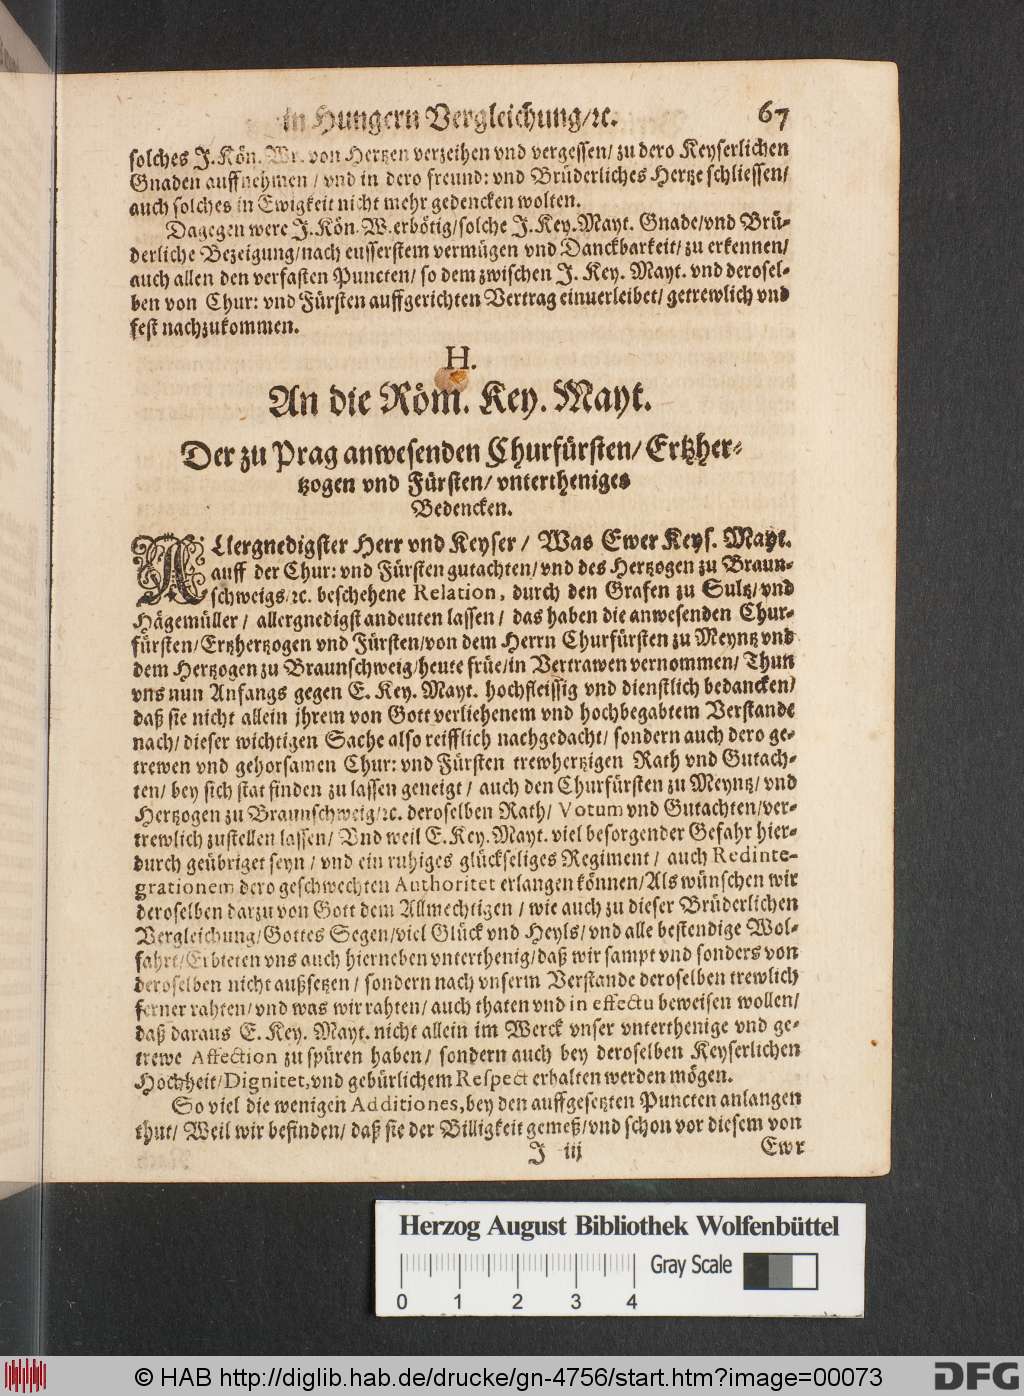 in Hungern Vergleichung/ꝛc. 67
solches J. Kön. Wr. von Hertzen verzeihen vnd vergessen/ zu dero Keyserlichen
Gnaden auffnehmen / vnd in dero freund: vnd Brüderliches Hertze schliessen/
auch solches in Ewigkeit nicht mehr gedencken wolten.
Dagegen were J. Kön. W. erbötig/ solche J. Key. Mayt. Gnade/ vnd Brü-
derliche Bezeigung/ nach eusserstem vermügen vnd Danckbarkeit/ zu erkennen/
auch allen den verfasten Puncten/ so dem zwischen J. Key. Mayt. vnd derosel-
ben von Chur: vnd Fürsten auffgerichten Vertrag einuerleibet/ getrewlich vnd
fest nachzukommen.
H.
An die Röm. Key. Mayt.
Der zu Prag anwesenden Churfürsten/ Ertzher-
tzogen vnd Fürsten/ vntertheniges
Bedencken.
ALlergnedigster Herr vnd Keyser / Was Ewer Keys. Mayt.
auff der Chur: vnd Fürsten gutachten/ vnd des Hertzogen zu Braun-
schweigs/ ꝛc. beschehene Relation, durch den Grafen zu Sultz/ vnd
Hägemüller / allergnedigst andeuten lassen / das haben die anwesenden Chur-
fürsten/ Ertzhertzogen vnd Fürsten/ von dem Herrn Churfürsten zu Meyntz vnd
dem Hertzogen zu Braunschweig/ heute früe/ in Vertrawen vernommen/ Thun
vns nun Anfangs gegen E. Key. Mayt. hochfleissig vnd dienstlich bedancken/
daß sie nicht allein jhrem von Gott verliehenem vnd hochbegabtem Verstande
nach/ dieser wichtigen Sache also reifflich nachgedacht/ sondern auch dero ge-
trewen vnd gehorsamen Chur: vnd Fürsten trewhertzigen Rath vnd Gutach-
ten/ bey sich stat finden zu lassen geneigt / auch den Churfürsten zu Meyntz/ vnd
Hertzogen zu Braunschweig/ ꝛc. deroselben Rath/ Votum vnd Gutachten/ ver-
trewlich zustellen lassen/ Vnd weil E. Key. Mayt. viel besorgender Gefahr hier-
durch geübriget seyn / vnd ein ruhiges glückseliges Regiment / auch Redinte-
grationem dero geschwechten Authoritet erlangen können/ Als wünschen wir
deroselben darzu von Gott dem Allmechtigen / wie auch zu dieser Brüderlichen
Vergleichung/ Gottes Segen/ viel Glück vnd Heyls/ vnd alle bestendige Wol-
fahrt/ Erbieten vns auch hierneben vnterthenig/ daß wir sampt vnd sonders von
deroselben nicht außsetzen / sondern nach vnserm Verstande deroselben trewlich
ferner rahten/ vnd was wir rahten/ auch thaten vnd in effectu beweisen wollen/
daß daraus E. Key. Mayt. nicht allein im Werck vnser vnterthenige vnd ge-
trewe Affection zu spüren haben/ sondern auch bey deroselben Keyserlichen
Hochheit/ Dignitet, vnd gebürlichem Respect erhalten werden mögen.
So viel die wenigen Additiones, bey den auffgesetzten Puncten anlangen
thut/ Weil wir befinden/ daß sie der Billigkeit gemeß/ vnd schon vor diesem von
J iij Ewr
Herzog August Bibliothek Wolfenbüttel
Gray Scale
0 1 2 3 4
© HAB http://diglib.hab.de/drucke/gn-4756/start.htm?image=00073
DFG